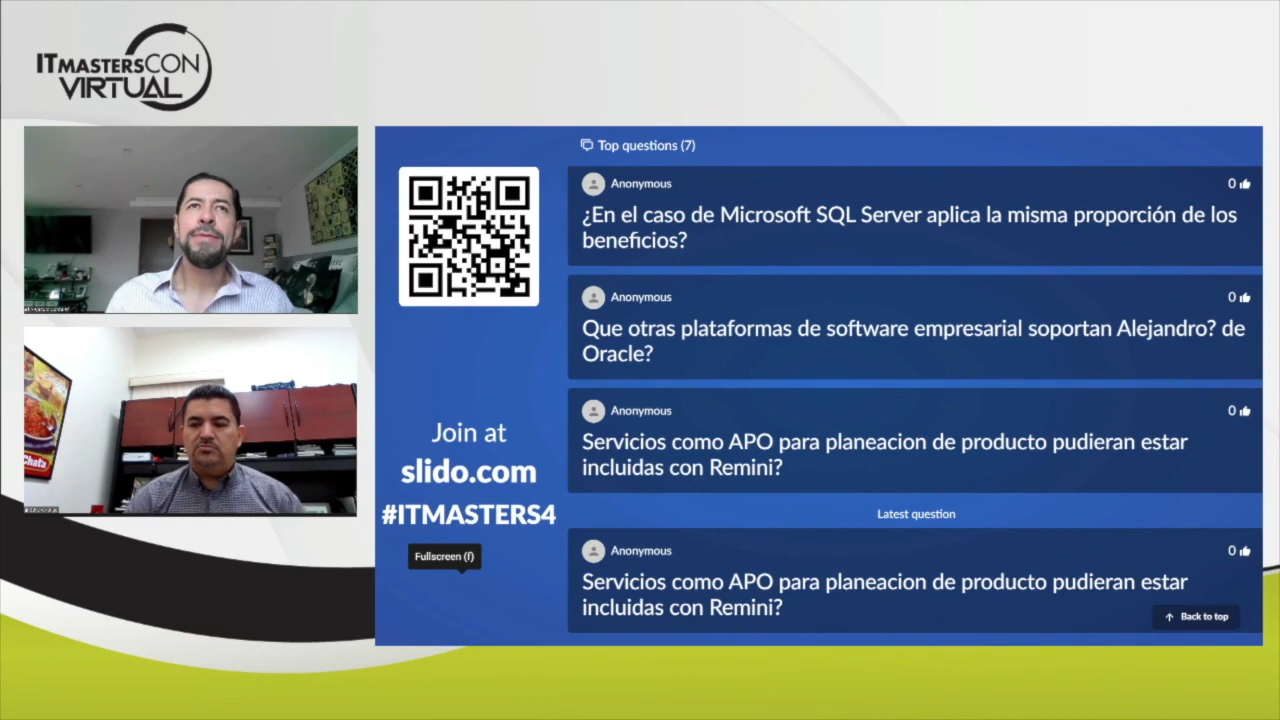 ITMASTERSCON
VIRTUAL
Top questions (7)
Anonymous
0
¿En el caso de Microsoft SQL Server aplica la misma proporción de los
beneficios?
Anonymous
0
Que otras plataformas de software empresarial soportan Alejandro? de
Oracle?
Anonymous
0
Servicios como APO para planeacion de producto pudieran estar
incluidas con Remini?
Latest question
Anonymous
0
Servicios como APO para planeacion de producto pudieran estar
incluidas con Remini?
Back to top
Join at
slido.com
#ITMASTERS4
Fullscreen (f)
Chata